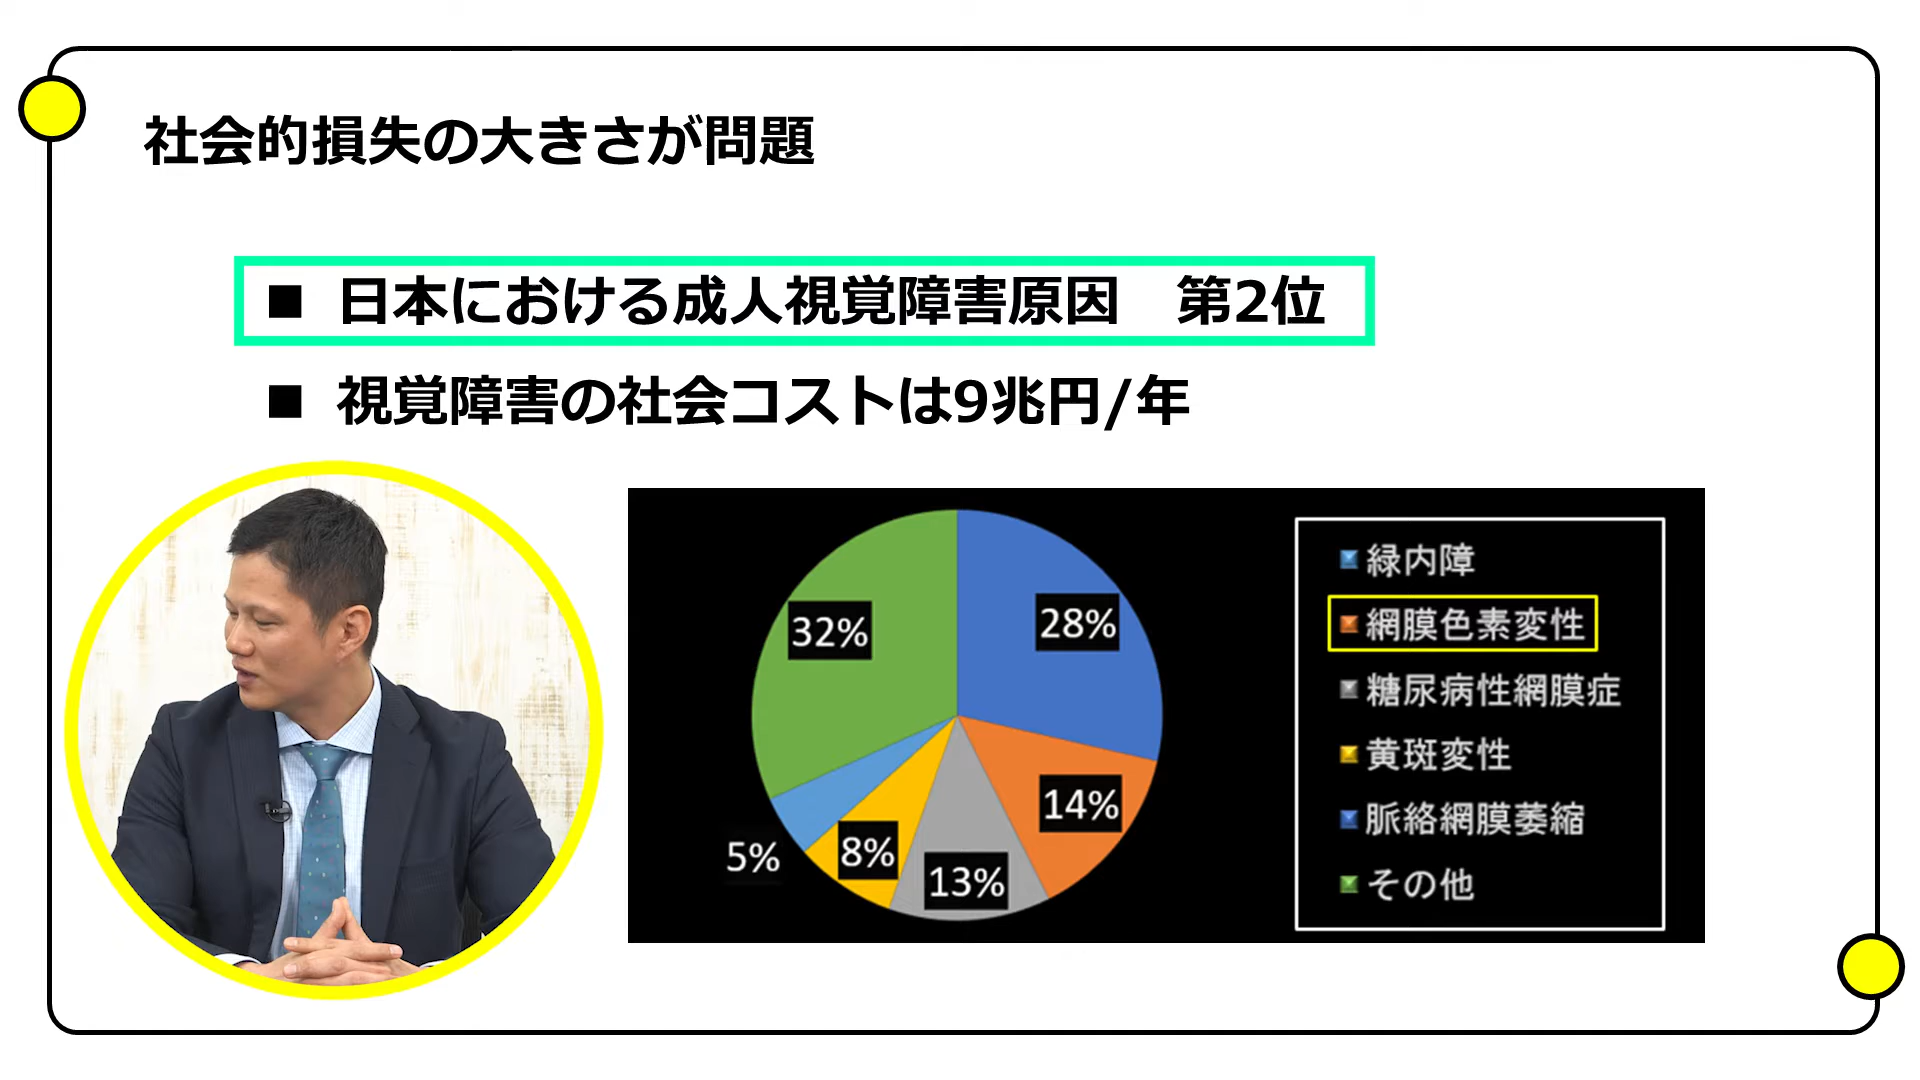 社会的損失の大きさが問題
■ 日本における成人視覚障害原因　第2位
■ 視覚障害の社会コストは9兆円/年
32%
28%
14%
13%
8%
5%
緑内障
網膜色素変性
糖尿病性網膜症
黄斑変性
脈絡網膜萎縮
その他